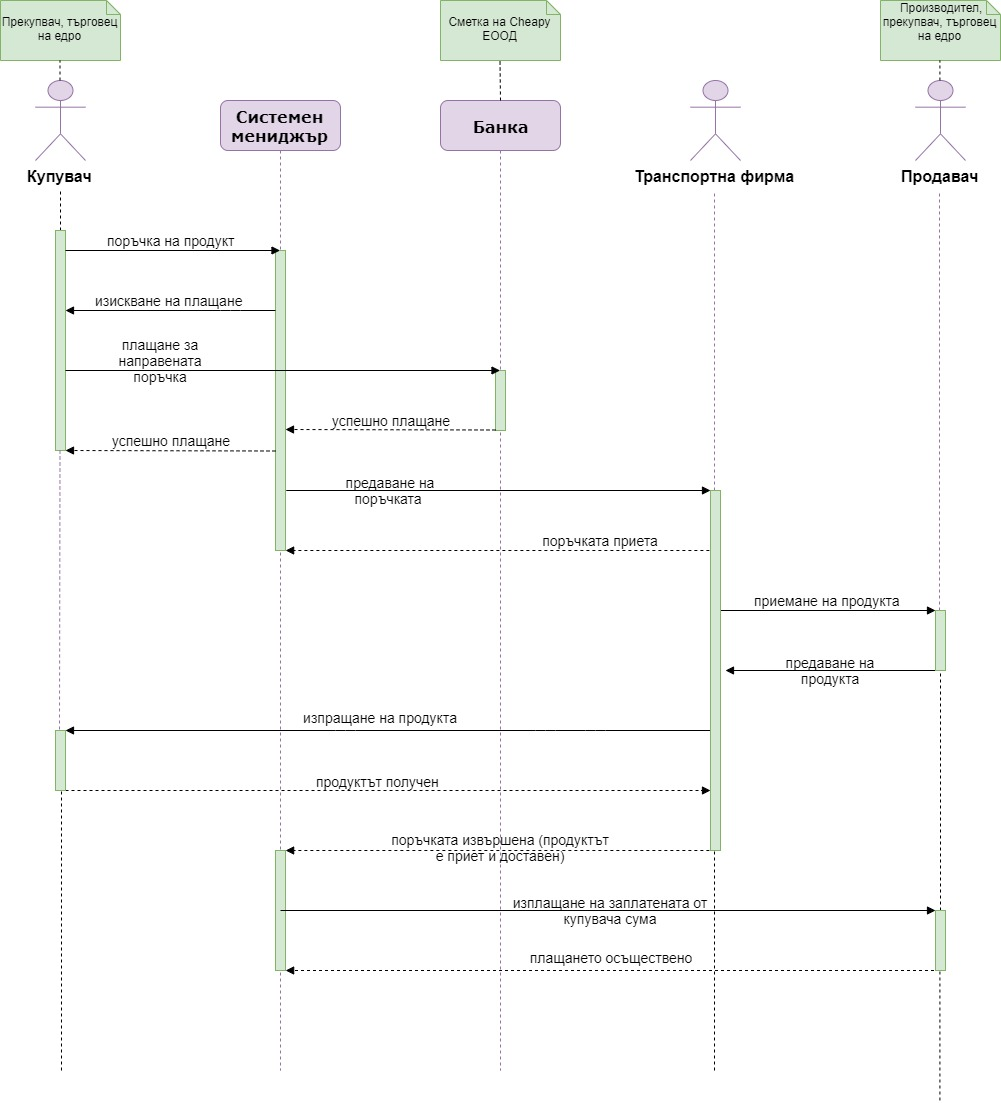 Прекупвач, търговец
на едро
Сметка на Cheapy
ЕООД
Производител,
прекупвач, търговец
на едро
Купувач
Системен
мениджър
Банка
Транспортна фирма
Продавач
поръчка на продукт
изискване на плащане
плащане за
направената
поръчка
успешно плащане
успешно плащане
предаване на
поръчката
поръчката приета
приемане на продукта
предаване на
продукта
изпращане на продукта
продуктът получен
поръчката извършена (продуктът
е приет и доставен)
изплащане на заплатената от
купувача сума
плащането осъществено